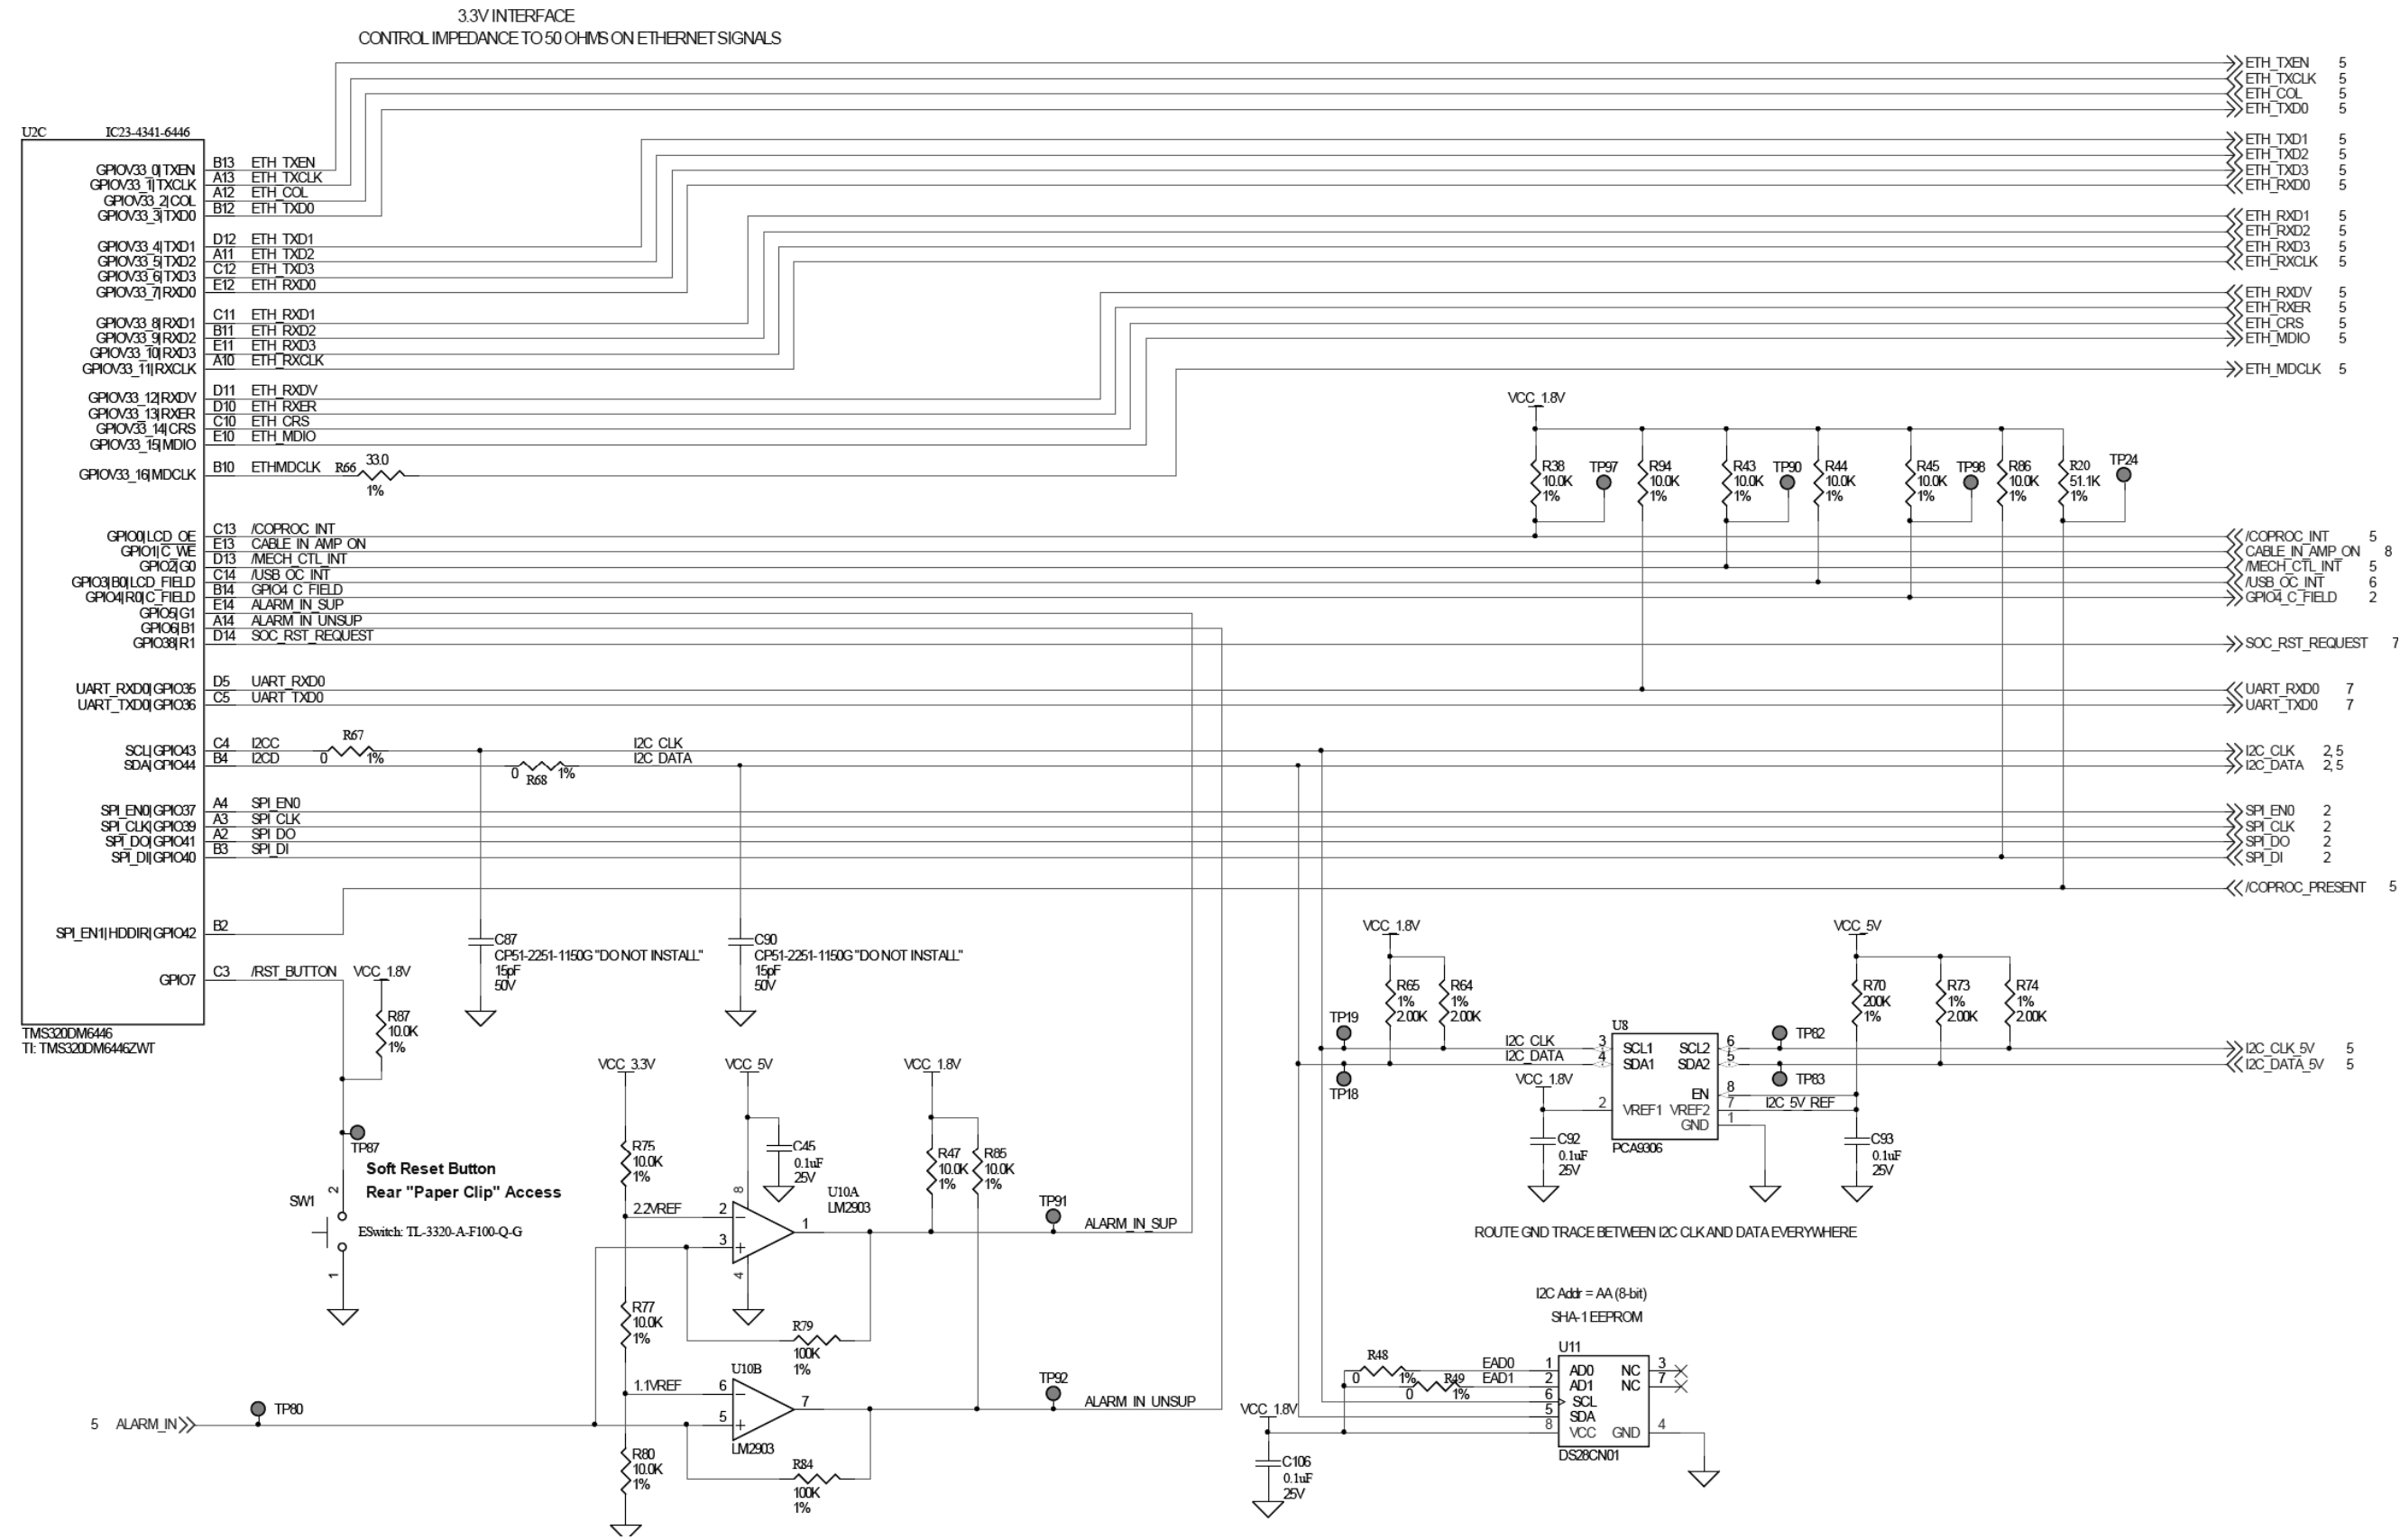 3.3V INTERFACE
CONTROL IMPEDANCE TO 50 OHMS ON ETHERNET SIGNALS
ETH_TXEN 5
ETH_TXCLK 5
ETH_COL 5
ETH_TXD0 5
ETH_TXD1 5
ETH_TXD2 5
ETH_TXD3 5
ETH_RXD0 5
ETH_RXD1 5
ETH_RXD2 5
ETH_RXD3 5
ETH_RXCLK 5
ETH_RXDV 5
ETH_RXER 5
ETH_CRS 5
ETH_MDIO 5
ETH_MDCLK 5
U2C IC23-4341-6446
GPIOV33_0|TXEN B13 ETH_TXEN
GPIOV33_1|TXCLK A13 ETH_TXCLK
GPIOV33_2|COL A12 ETH_COL
GPIOV33_3|TXD0 B12 ETH_TXD0
GPIOV33_4|TXD1 D12 ETH_TXD1
GPIOV33_5|TXD2 A11 ETH_TXD2
GPIOV33_6|TXD3 C12 ETH_TXD3
GPIOV33_7|RXD0 E12 ETH_RXD0
GPIOV33_8|RXD1 C11 ETH_RXD1
GPIOV33_9|RXD2 B11 ETH_RXD2
GPIOV33_10|RXD3 E11 ETH_RXD3
GPIOV33_11|RXCLK A10 ETH_RXCLK
GPIOV33_12|RXDV D11 ETH_RXDV
GPIOV33_13|RXER D10 ETH_RXER
GPIOV33_14|CRS C10 ETH_CRS
GPIOV33_15|MDIO E10 ETH_MDIO
GPIOV33_16|MDCLK B10 ETHMDCLK R66 33.0
1%
VCC_1.8V
R38 TP97 R94 R43 TP90 R44 R45 TP98 R86 R20 TP24
10.0K 10.0K 10.0K 10.0K 10.0K 10.0K 51.1K
1% 1% 1% 1% 1% 1% 1%
GPIO0|LCD_OE C13 /COPROC_INT /COPROC_INT 5
GPIO1|C_WE E13 CABLE_IN_AMP_ON CABLE_IN_AMP_ON 8
GPIO2|G0 D13 /MECH_CTL_INT /MECH_CTL_INT 5
GPIO3|B0|LCD_FIELD C14 /USB_OC_INT /USB_OC_INT 6
GPIO4|R0|C_FIELD B14 GPIO4_C_FIELD GPIO4_C_FIELD 2
GPIO5|G1 E14 ALARM_IN_SUP
GPIO6|B1 A14 ALARM_IN_UNSUP
GPIO38|R1 D14 SOC_RST_REQUEST SOC_RST_REQUEST 7
UART_RXD0|GPIO35 D5 UART_RXD0 UART_RXD0 7
UART_TXD0|GPIO36 C5 UART_TXD0 UART_TXD0 7
SCL|GPIO43 C4 I2CC R67 0 1% I2C_CLK I2C_CLK 2,5
SDA|GPIO44 B4 I2CD 0 R68 1% I2C_DATA I2C_DATA 2,5
SPI_EN0|GPIO37 A4 SPI_EN0 SPI_EN0 2
SPI_CLK|GPIO39 A3 SPI_CLK SPI_CLK 2
SPI_DO|GPIO41 A2 SPI_DO SPI_DO 2
SPI_DI|GPIO40 B3 SPI_DI SPI_DI 2
/COPROC_PRESENT 5
SPI_EN1|HDDIR|GPIO42 B2
GPIO7 C3 /RST_BUTTON VCC_1.8V
TMS320DM6446
TI: TMS320DM6446ZWT
R87
10.0K
1%
C87
CP51-2251-1150G "DO NOT INSTALL"
15pF
50V
C90
CP51-2251-1150G "DO NOT INSTALL"
15pF
50V
TP87
Soft Reset Button
Rear "Paper Clip" Access
SW1
2
ESwitch: TL-3320-A-F100-Q-G
1
VCC_3.3V VCC_5V VCC_1.8V
R75
10.0K
1%
C45
0.1uF
25V
R47 R85
10.0K 10.0K
1% 1%
U10A
LM2903
8
2.2VREF 2
1
3
4
TP91
ALARM_IN_SUP
R77
10.0K
1%
R79
100K
1%
U10B
1.1VREF 6
7
5
LM2903
TP92
ALARM_IN_UNSUP
5 ALARM_IN TP80
R80
10.0K
1%
R84
100K
1%
VCC_1.8V VCC_5V
R65 R64
1% 1%
2.00K 2.00K
R70 R73 R74
200K 1% 1%
1% 2.00K 2.00K
TP19 U8 TP82
I2C_CLK 3 SCL1 SCL2 6 I2C_CLK_5V 5
I2C_DATA 4 SDA1 SDA2 5 I2C_DATA_5V 5
TP18 VCC_1.8V TP83
EN 8
2 VREF1 VREF2 7 I2C_5V_REF
GND 1
PCA9306
C92
0.1uF
25V
C93
0.1uF
25V
ROUTE GND TRACE BETWEEN I2C CLK AND DATA EVERYWHERE
I2C Addr = AA (8-bit)
SHA-1 EEPROM
U11
R48 0 1% EAD0 1 AD0 NC 3
0 R49 1% EAD1 2 AD1 NC 7
6 SCL
5 SDA
VCC_1.8V 8 VCC GND 4
DS28CN01
C106
0.1uF
25V